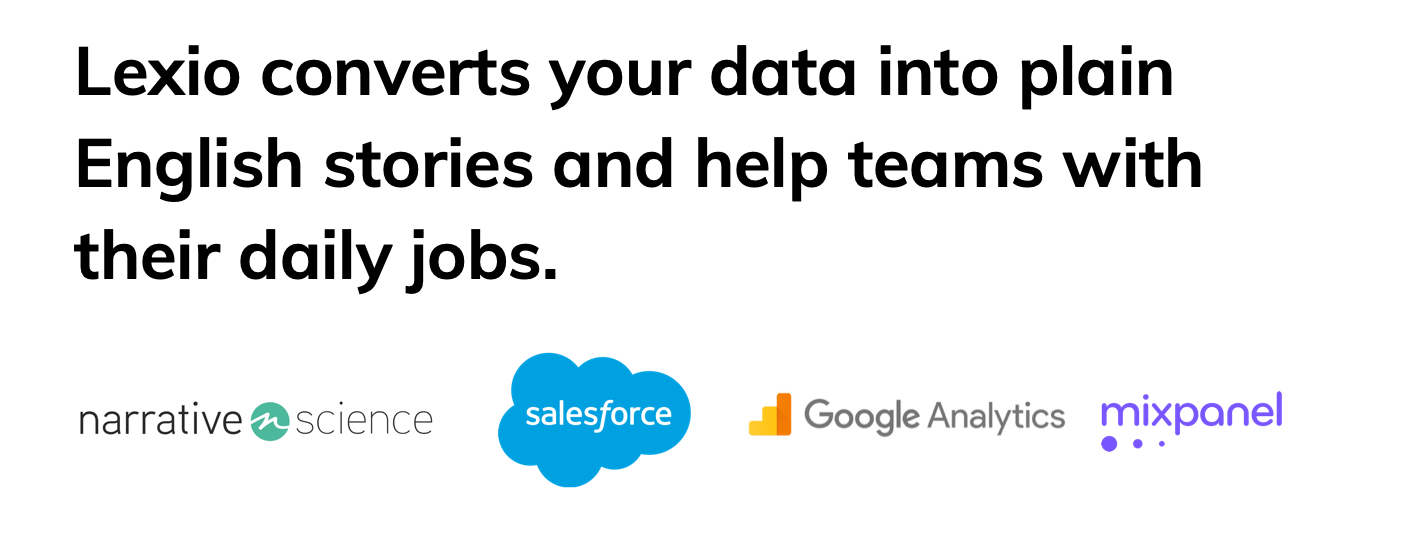 Lexio converts your data into plain
English stories and help teams with
their daily jobs.
narrative n science salesforce Google Analytics mixpanel